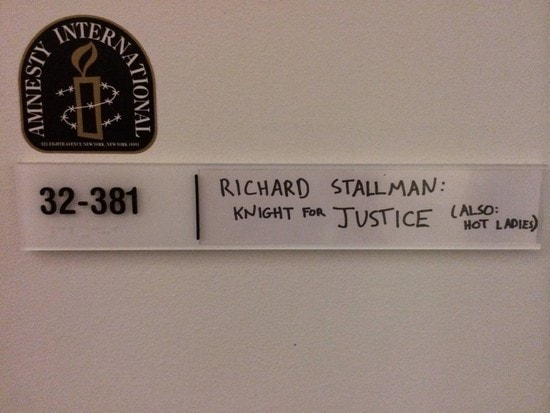 AMNESTY INTERNATIONAL
32-381
RICHARD STALLMAN:
KNIGHT FOR JUSTICE (ALSO:
HOT LADIES)